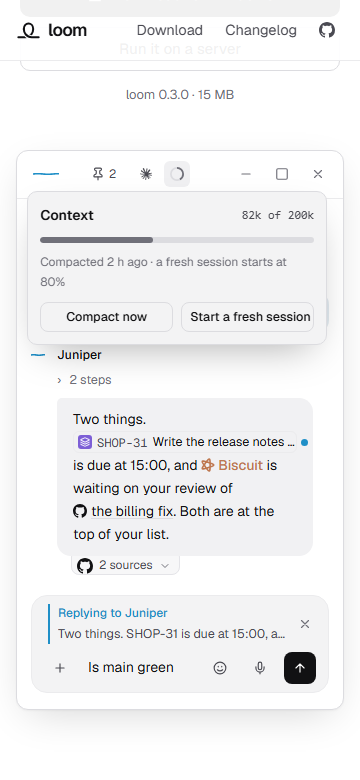 loom
Download
Changelog
Run it on a server
loom 0.3.0 · 15 MB
2
Context
82k of 200k
Compacted 2 h ago · a fresh session starts at
80%
Compact now
Start a fresh session
Juniper
› 2 steps
Two things.
SHOP-31 Write the release notes …
is due at 15:00, and Biscuit is
waiting on your review of
the billing fix. Both are at the
top of your list.
2 sources
Replying to Juniper
Two things. SHOP-31 is due at 15:00, a…
Is main green